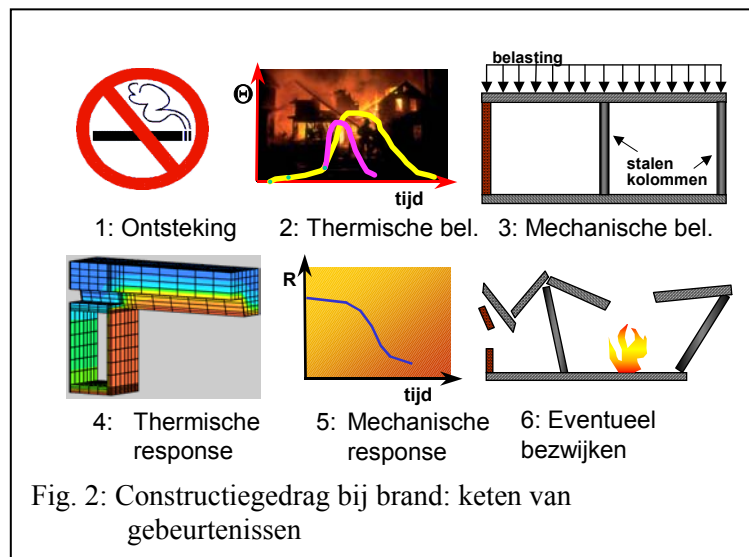 belasting
Θ
stalen
kolommen
tijd
1: Ontsteking
2: Thermische bel.
3: Mechanische bel.
R
tijd
4: Thermische
response
5: Mechanische
response
6: Eventueel
bezwijken
Fig. 2: Constructiegedrag bij brand: keten van
gebeurtenissen